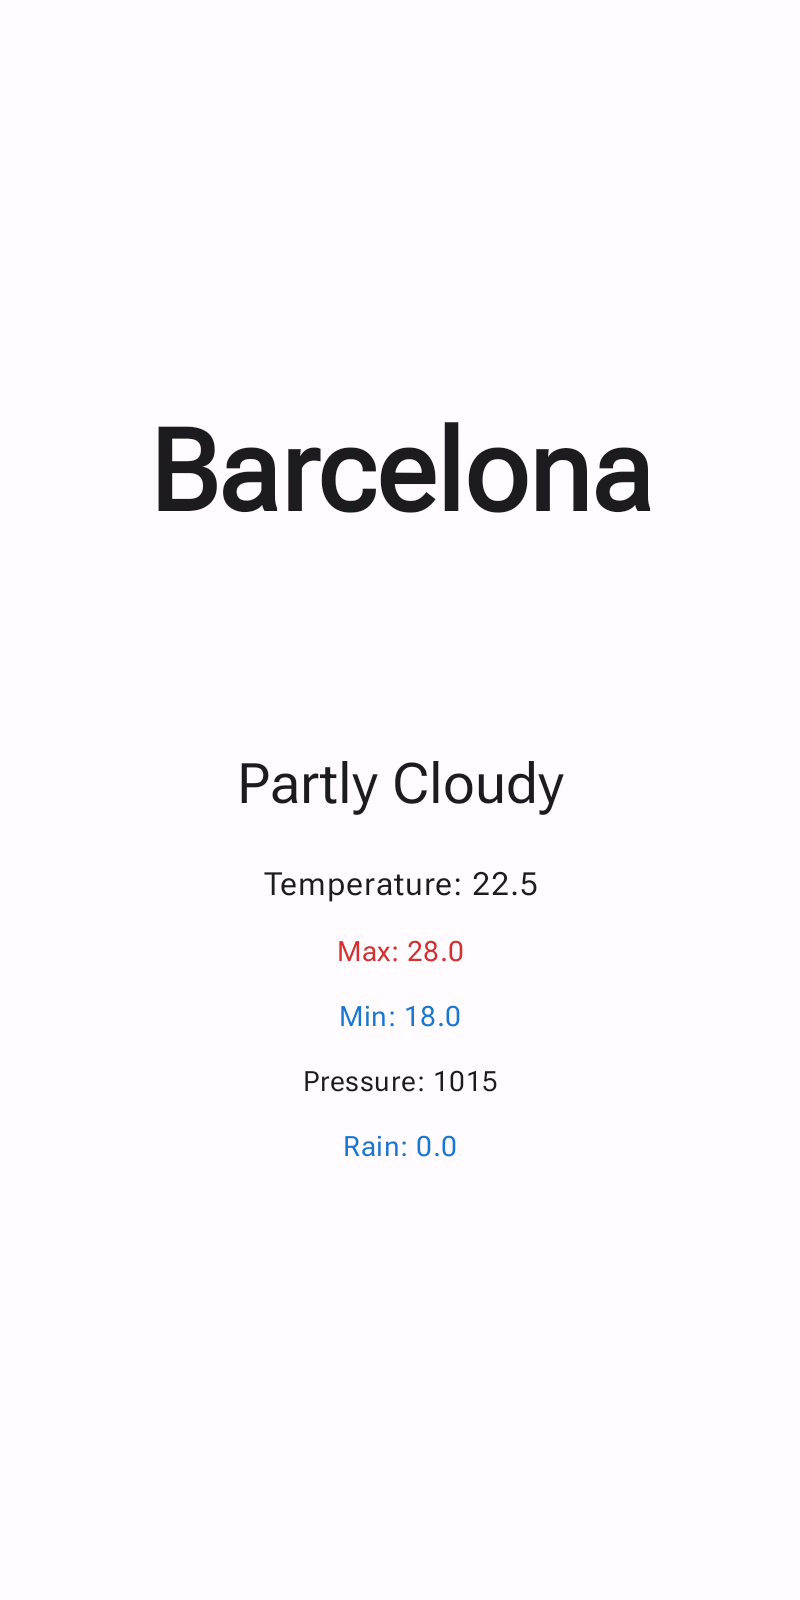 Barcelona
Partly Cloudy
Temperature: 22.5
Max: 28.0
Min: 18.0
Pressure: 1015
Rain: 0.0